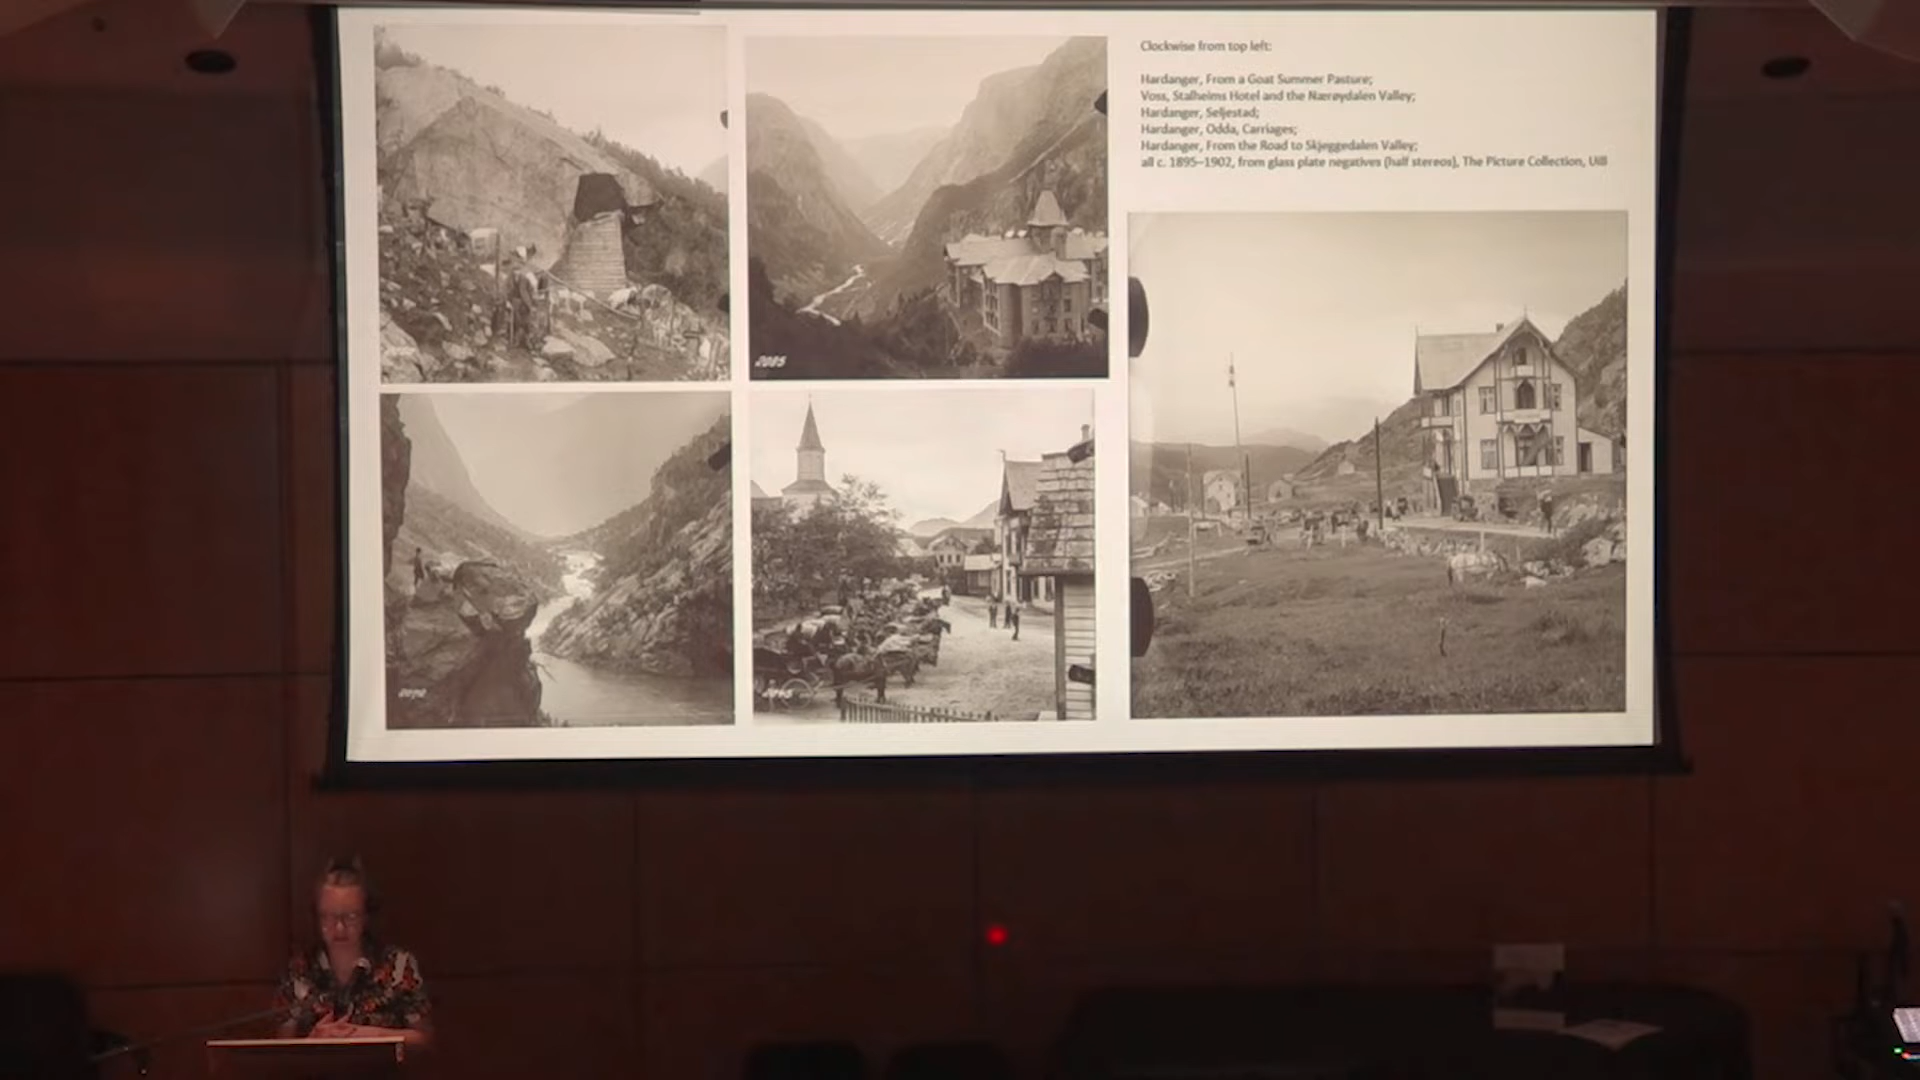 Clockwise from top left:
Hardanger, From a Goat Summer Pasture;
Voss, Stalheims Hotel and the Nærøydalen Valley;
Hardanger, Seljestad;
Hardanger, Odda, Carriages;
Hardanger, From the Road to Skjeggedalen Valley;
all c. 1895–1902, from glass plate negatives (half stereos), The Picture Collection, UiB
2085